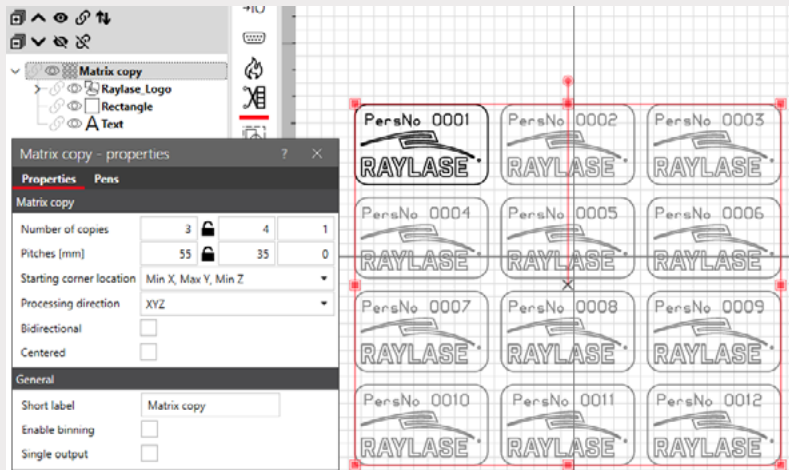 →IO
Matrix copy
Raylase_Logo
Rectangle
A Text
Matrix copy - properties ? ×
Properties Pens
Matrix copy
Number of copies 3 4 1
Pitches [mm] 55 35 0
Starting corner location Min X, Max Y, Min Z
Processing direction XYZ
Bidirectional
Centered
General
Short label Matrix copy
Enable binning
Single output
PersNo 0001 PersNo 0002 PersNo 0003
RAYLASE RAYLASE RAYLASE
PersNo 0004 PersNo 0005 PersNo 0006
RAYLASE RAYLASE RAYLASE
PersNo 0007 PersNo 0008 PersNo 0009
RAYLASE RAYLASE RAYLASE
PersNo 0010 PersNo 0011 PersNo 0012
RAYLASE RAYLASE RAYLASE